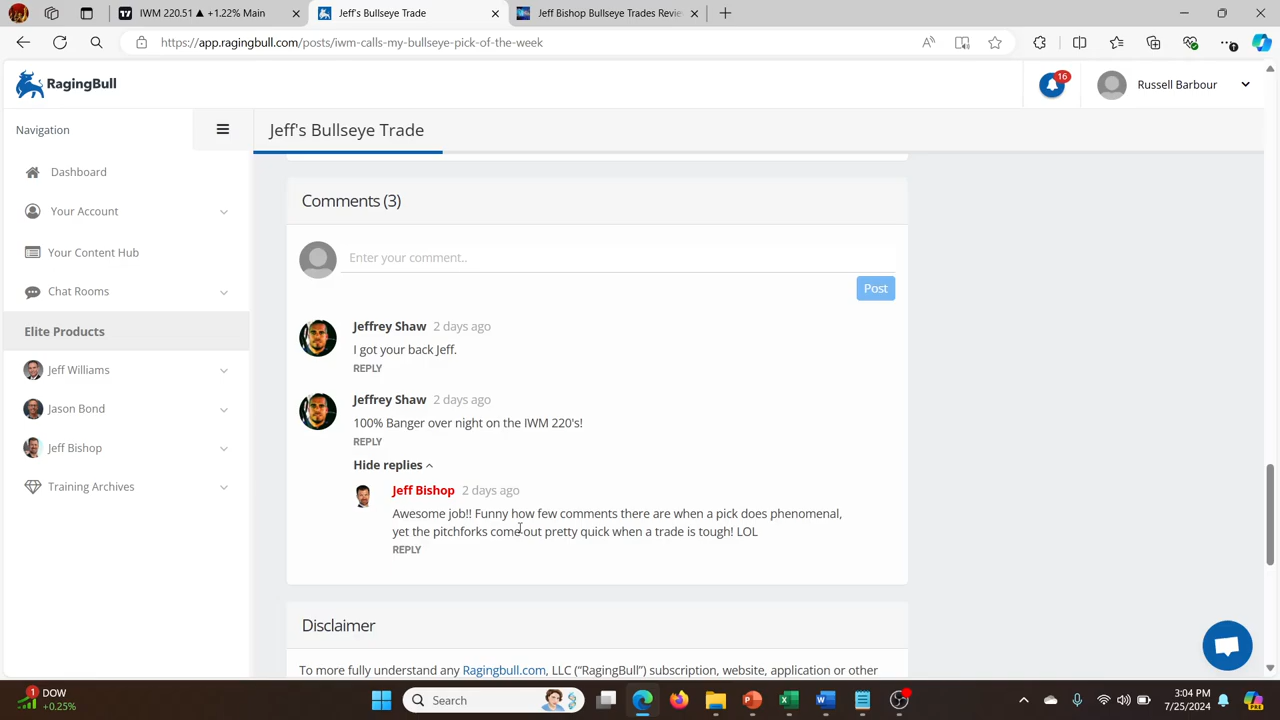 IWM 220.51 ▲ +1.22% Main
Jeff's Bullseye Trade
Jeff Bishop Bullseye Trades Revie
https://app.ragingbull.com/posts/iwm-calls-my-bullseye-pick-of-the-week
RagingBull
16
Russell Barbour
Navigation
Jeff's Bullseye Trade
Dashboard
Your Account
Your Content Hub
Chat Rooms
Elite Products
Jeff Williams
Jason Bond
Jeff Bishop
Training Archives
Comments (3)
Enter your comment..
Post
Jeffrey Shaw 2 days ago
I got your back Jeff.
REPLY
Jeffrey Shaw 2 days ago
100% Banger over night on the IWM 220's!
REPLY
Hide replies
Jeff Bishop 2 days ago
Awesome job!! Funny how few comments there are when a pick does phenomenal,
yet the pitchforks come out pretty quick when a trade is tough! LOL
REPLY
Disclaimer
To more fully understand any Ragingbull.com, LLC ("RagingBull") subscription, website, application or other
1
DOW
+0.25%
Search
3:04 PM
7/25/2024